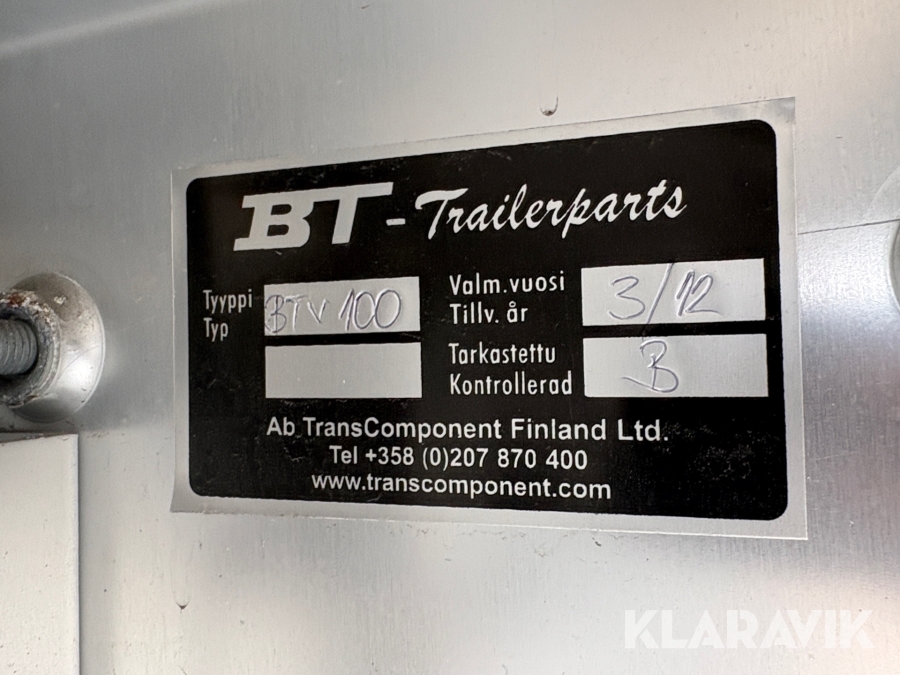 BT - Trailerparts
Tyyppi
Typ
BTV 100
Valm.vuosi
Tillv. år
3/12
Tarkastettu
Kontrollerad
B
Ab TransComponent Finland Ltd.
Tel +358 (0)207 870 400
www.transcomponent.com
KLARAVIK